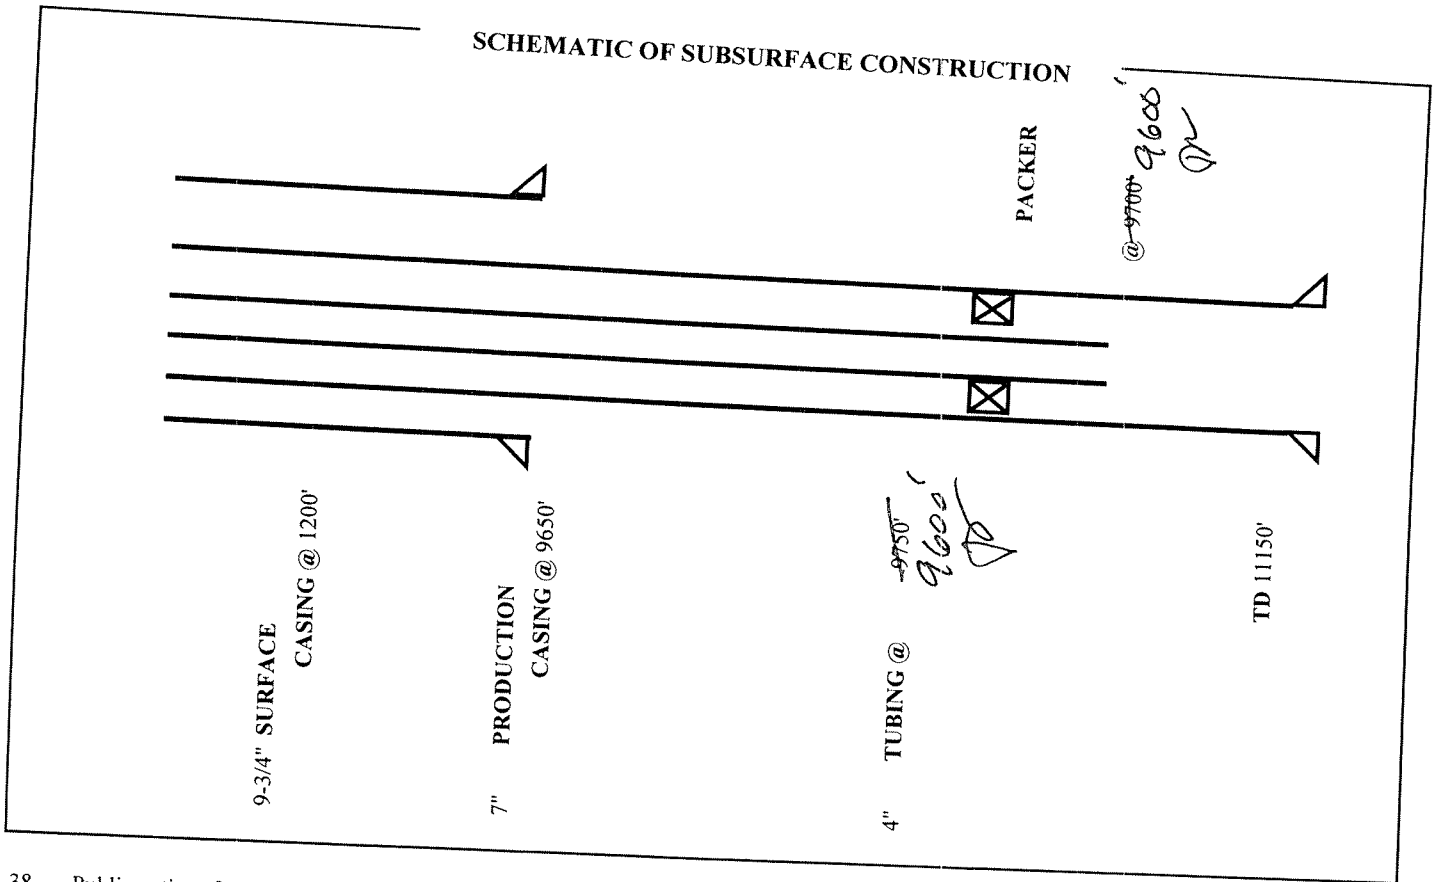 SCHEMATIC OF SUBSURFACE CONSTRUCTION
PACKER
@ 9700' 9600'
9-3/4" SURFACE
CASING @ 1200'
7" PRODUCTION
CASING @ 9650'
4" TUBING @ 9750'
9600'
TD 11150'
38